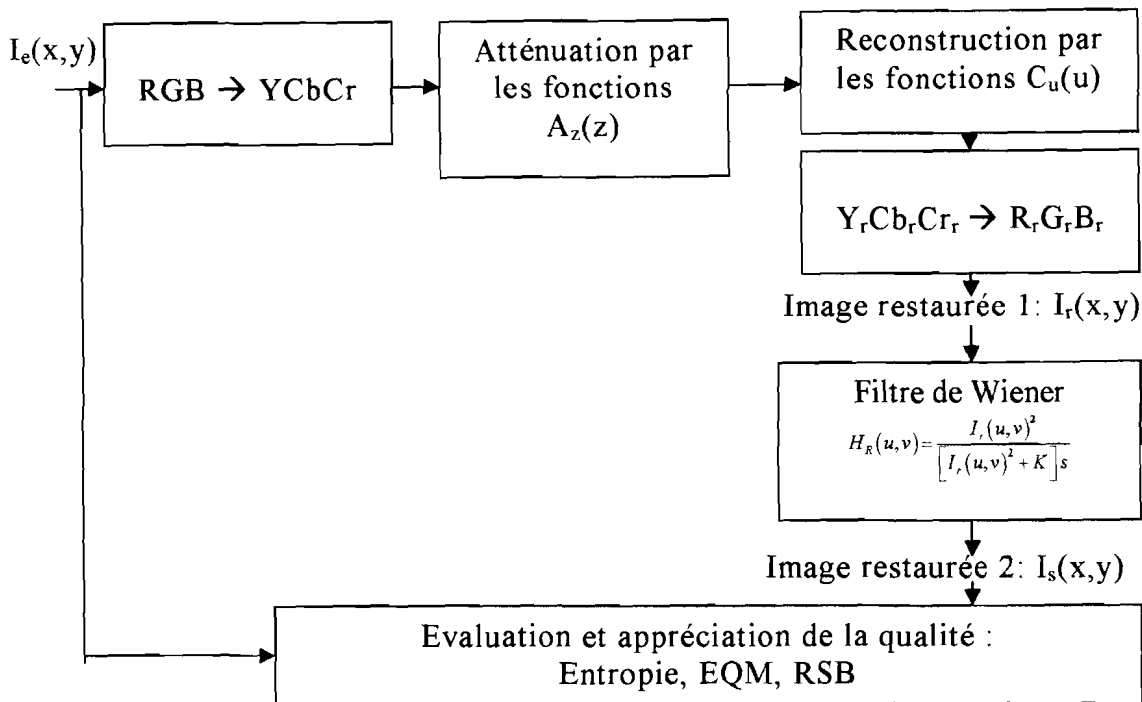 I_e(x,y)
RGB → YCbCr
Atténuation par
les fonctions
A_z(z)
Reconstruction par
les fonctions C_u(u)
Y_rCb_rCr_r → R_rG_rB_r
Image restaurée 1: I_r(x,y)
Filtre de Wiener
H_R(u,v)=I_r(u,v)²/[I_r(u,v)²+K]s
Image restaurée 2: I_s(x,y)
Evaluation et appréciation de la qualité :
Entropie, EQM, RSB